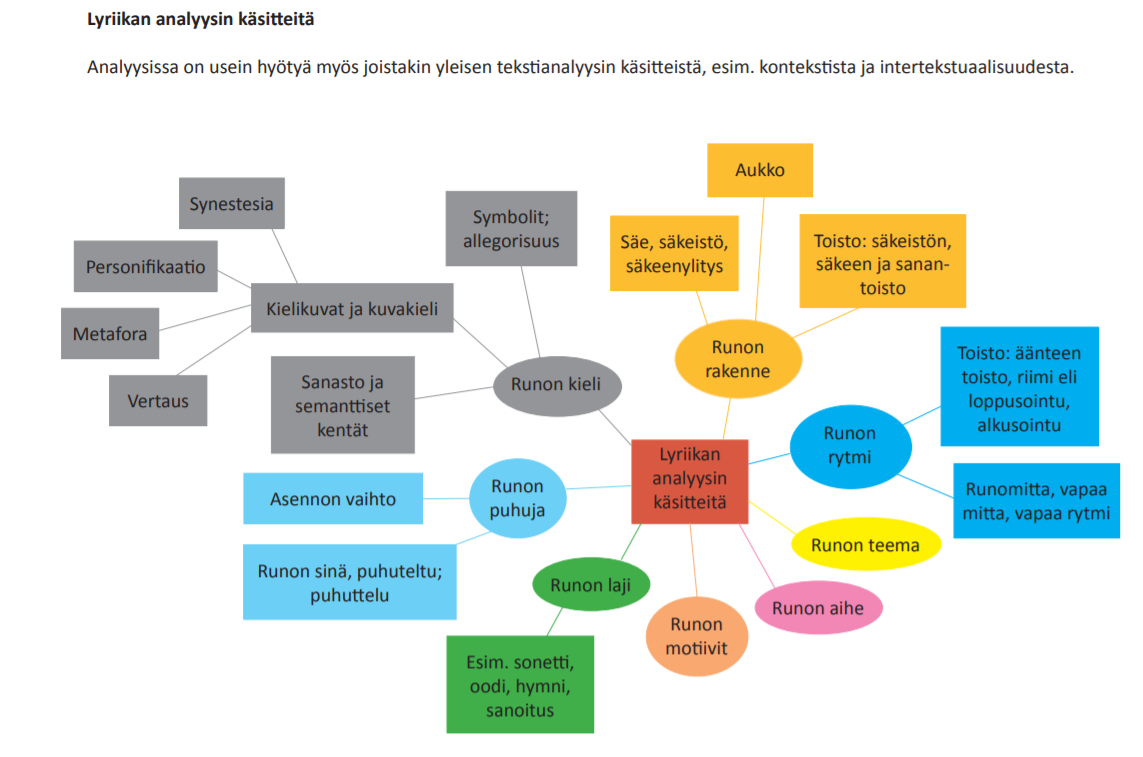 Lyriikan analyysin käsitteitä
Analyysissa on usein hyötyä myös joistakin yleisen tekstianalyysin käsitteistä, esim. kontekstista ja intertekstuaalisuudesta.
Aukko
Synestesia
Symbolit;
allegorisuus
Säe, säkeistö,
säkeenylitys
Toisto: säkeistön,
säkeen ja sanan-
toisto
Personifikaatio
Kielikuvat ja kuvakieli
Metafora
Vertaus
Sanasto ja
semanttiset
kentät
Runon kieli
Runon
rakenne
Toisto: äänteen
toisto, riimi eli
loppusointu,
alkusointu
Runon
rytmi
Lyriikan
analyysin
käsitteitä
Runomitta, vapaa
mitta, vapaa rytmi
Asennon vaihto
Runon
puhuja
Runon sinä, puhuteltu;
puhuttelu
Runon teema
Runon laji
Runon aihe
Runon
motiivit
Esim. sonetti,
oodi, hymni,
sanoitus